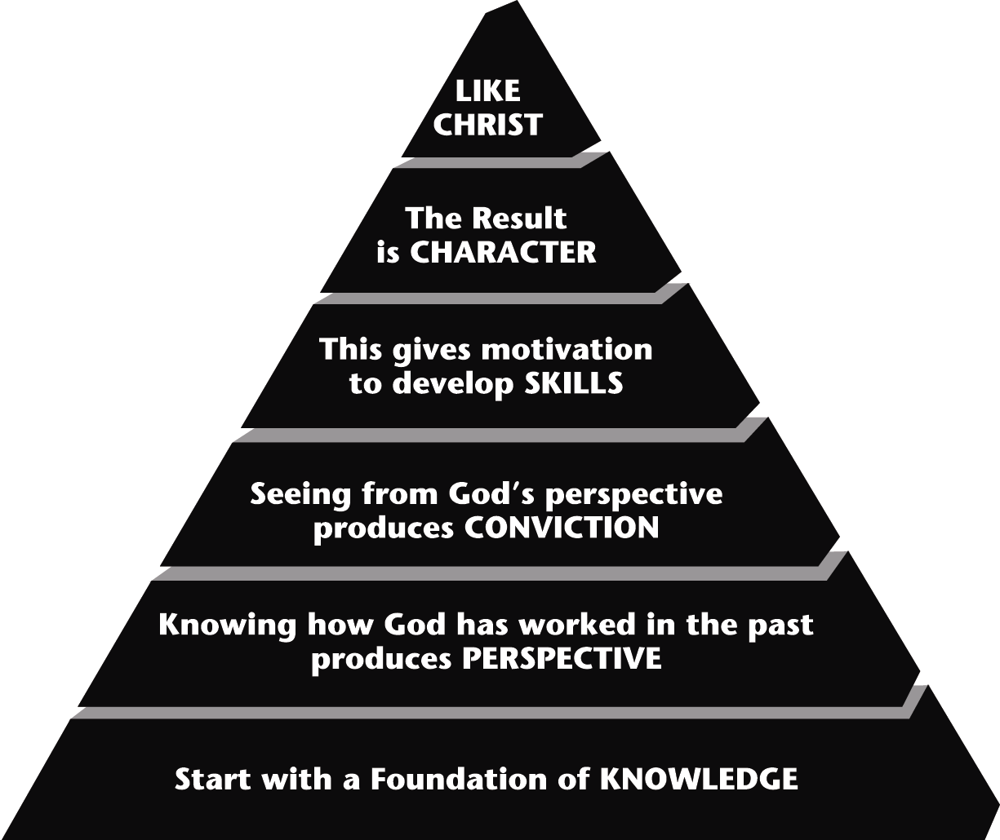 LIKE
CHRIST
The Result
is CHARACTER
This gives motivation
to develop SKILLS
Seeing from God’s perspective
produces CONVICTION
Knowing how God has worked in the past
produces PERSPECTIVE
Start with a Foundation of KNOWLEDGE